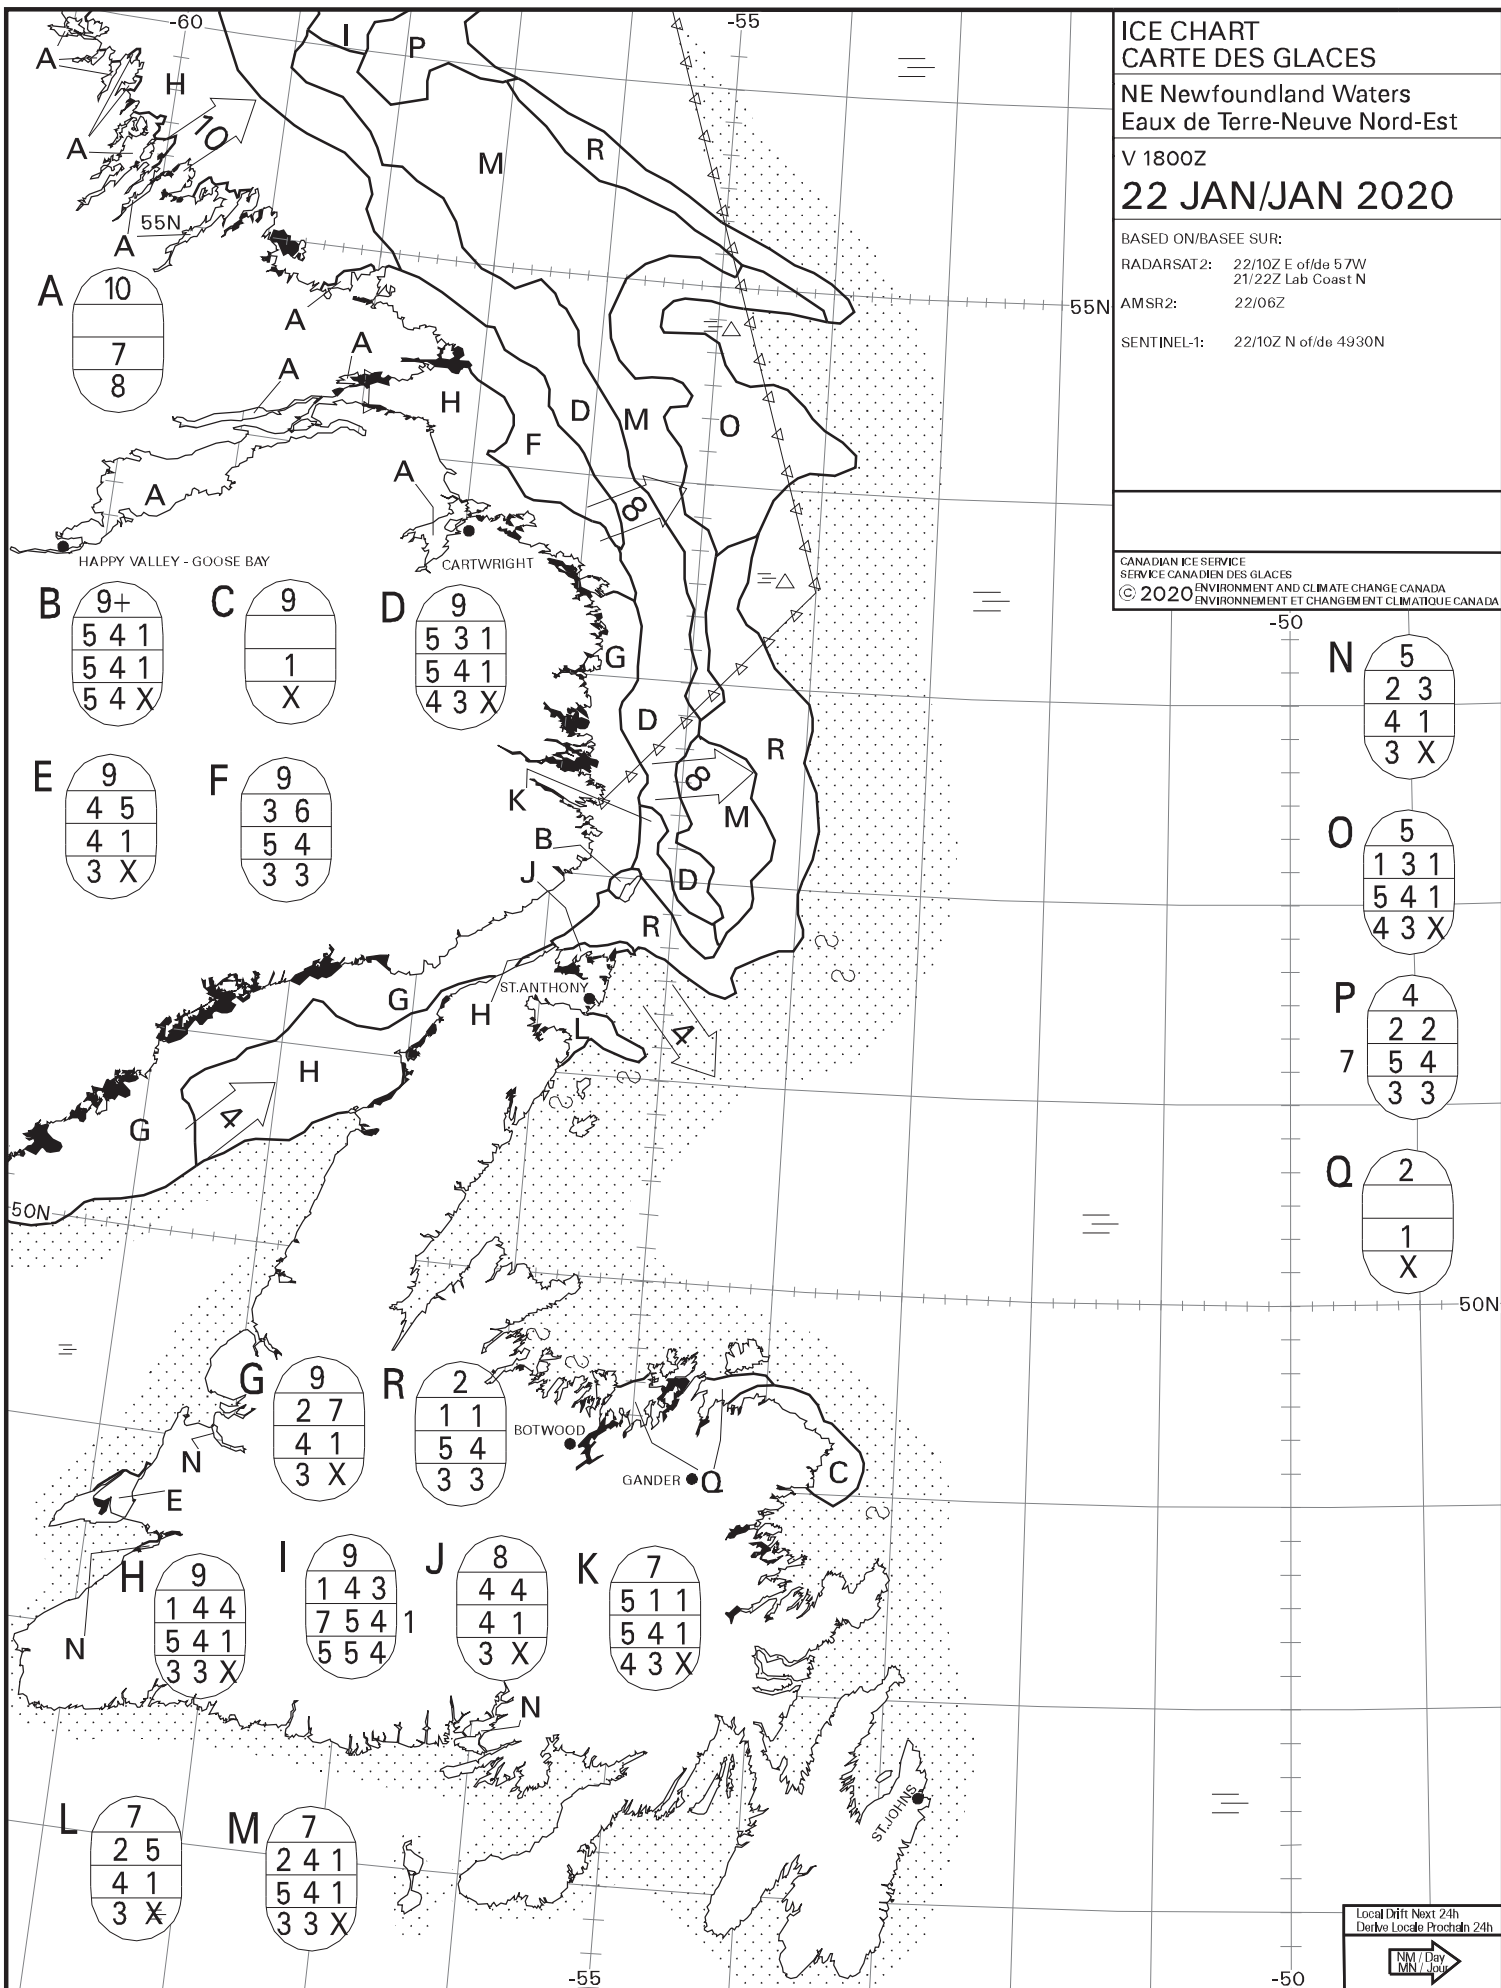 ICE CHART
CARTE DES GLACES
NE Newfoundland Waters
Eaux de Terre-Neuve Nord-Est
V 1800Z
22 JAN/JAN 2020
BASED ON/BASEE SUR:
RADARSAT2: 22/10Z E of/de 57W
21/22Z Lab Coast N
AMSR2: 22/06Z
SENTINEL-1: 22/10Z N of/de 4930N
CANADIAN ICE SERVICE
SERVICE CANADIEN DES GLACES
© 2020 ENVIRONMENT AND CLIMATE CHANGE CANADA
ENVIRONNEMENT ET CHANGEMENT CLIMATIQUE CANADA
-60
-55
I
P
A
H
10
A
M
R
A
55N
55N
A
10
7
8
A
A
A
H
D
M
O
F
A
A
8
HAPPY VALLEY - GOOSE BAY
CARTWRIGHT
B
9+
5 4 1
5 4 1
5 4 X
C
9
1
X
D
9
5 3 1
5 4 1
4 3 X
G
-50
N
5
2 3
4 1
3 X
D
R
E
9
4 5
4 1
3 X
F
9
3 6
5 4
3 3
8
K
M
B
J
D
O
5
1 3 1
5 4 1
4 3 X
R
ST.ANTHONY
G
H
L
4
P
4
2 2
7 5 4
3 3
H
G
4
Q
2
1
X
50N
50N
G
9
2 7
4 1
3 X
R
2
1 1
5 4
3 3
BOTWOOD
GANDER
Q
C
N
E
H
9
1 4 4
5 4 1
3 3 X
I
9
1 4 3
7 5 4 1
5 5 4
J
8
4 4
4 1
3 X
K
7
5 1 1
5 4 1
4 3 X
N
N
ST.JOHNS
L
7
2 5
4 1
3 X
M
7
2 4 1
5 4 1
3 3 X
-55
-50
Local Drift Next 24h
Derive Locale Prochain 24h
NM / Day
MN / Jour